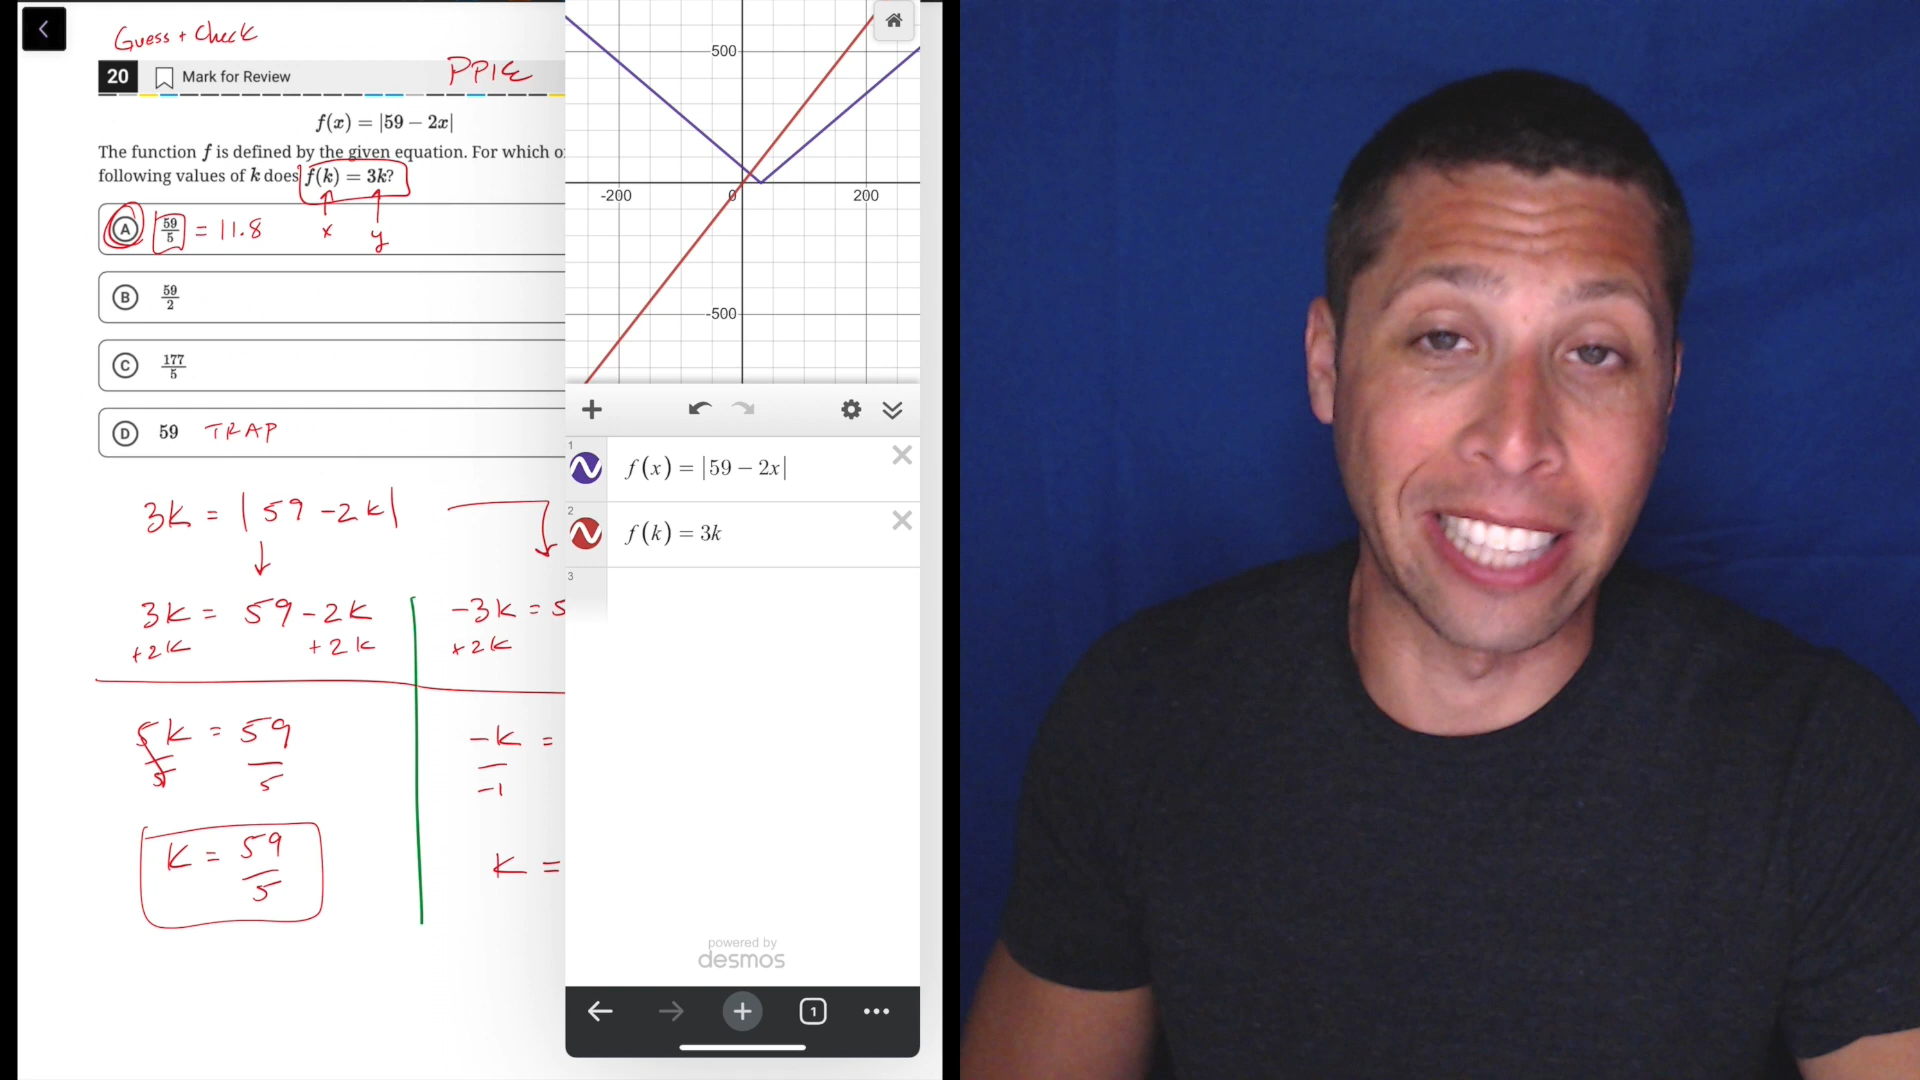 Guess + Check
20 Mark for Review
PPIE
f(x) = |59 − 2x|
The function f is defined by the given equation. For which o
following values of k does f(k) = 3k?
A 59/5 = 11.8
x
y
B 59/2
C 177/5
D 59 TRAP
3k = |59 - 2k|
3k = 59 - 2k
+2k +2k
-3k = 5
+2k
5k = 59
5 5
-k =
-1
k = 59/5
k =
500
-200
0
200
-500
1
f(x) = |59 − 2x|
2
f(k) = 3k
3
powered by
desmos
1